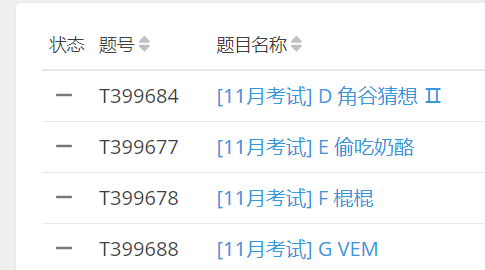 状态 题号 题目名称
T399684 [11月考试] D 角谷猜想 Ⅱ
T399677 [11月考试] E 偷吃奶酪
T399678 [11月考试] F 棍棍
T399688 [11月考试] G VEM